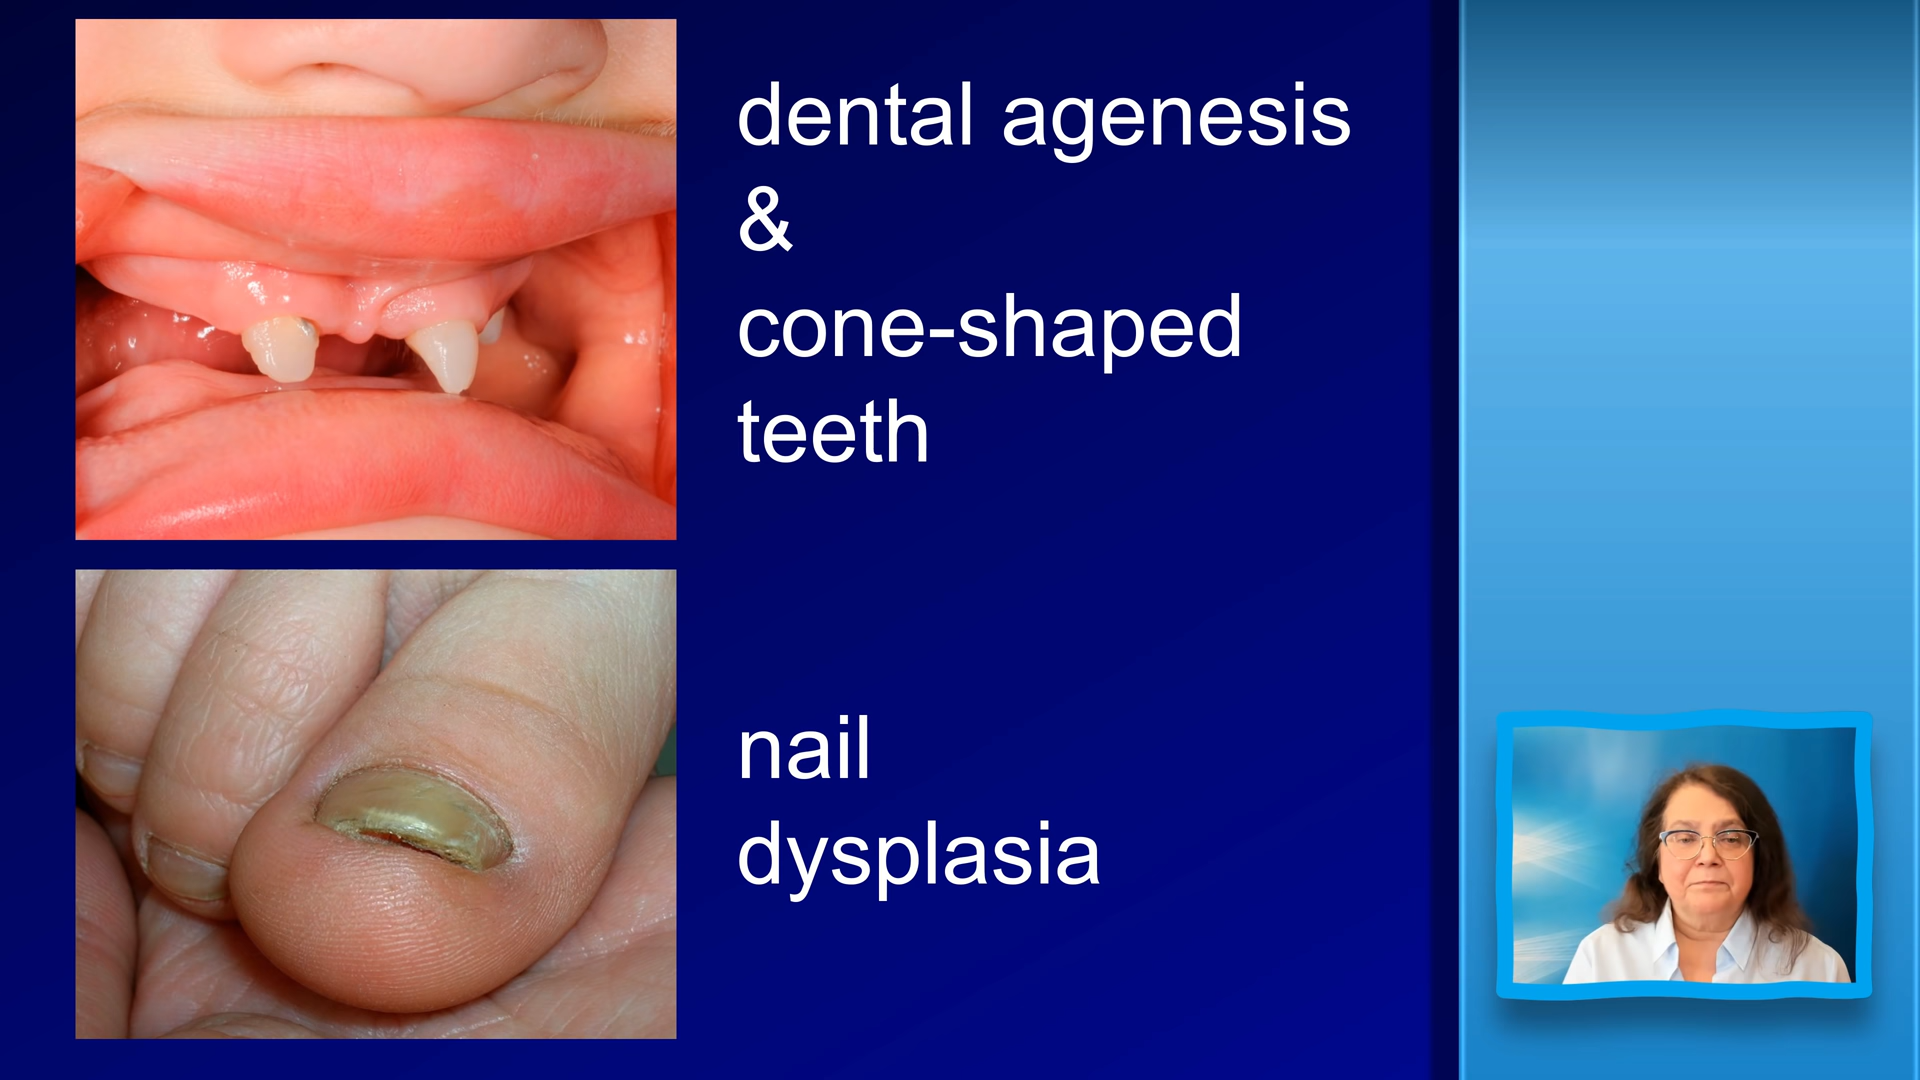 dental agenesis
&
cone-shaped
teeth
nail
dysplasia